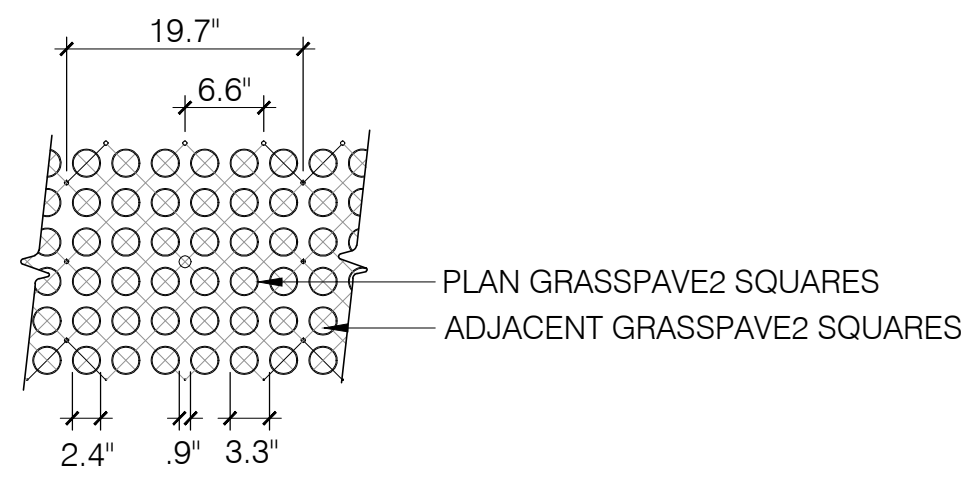 19.7"
6.6"
PLAN GRASSPAVE2 SQUARES
ADJACENT GRASSPAVE2 SQUARES
2.4"
.9"
3.3"